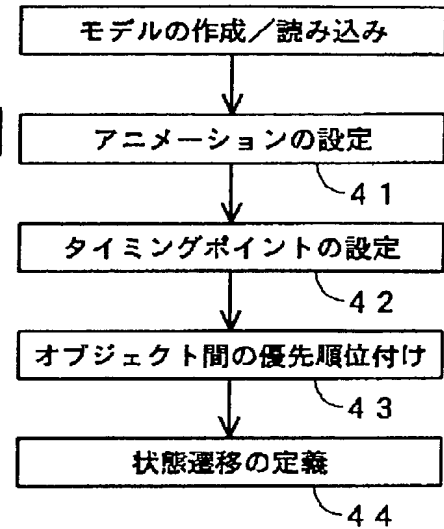 モデルの作成／読み込み
アニメーションの設定
41
タイミングポイントの設定
42
オブジェクト間の優先順位付け
43
状態遷移の定義
44